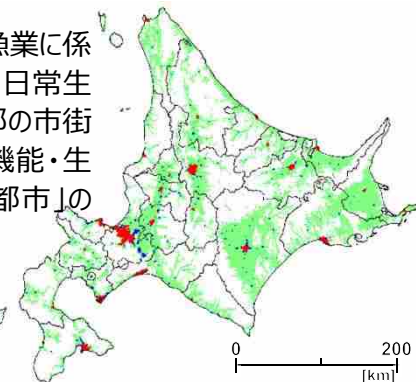 漁業に係
日常生
部の市街
機能・生
都市」の
0 200
[km]